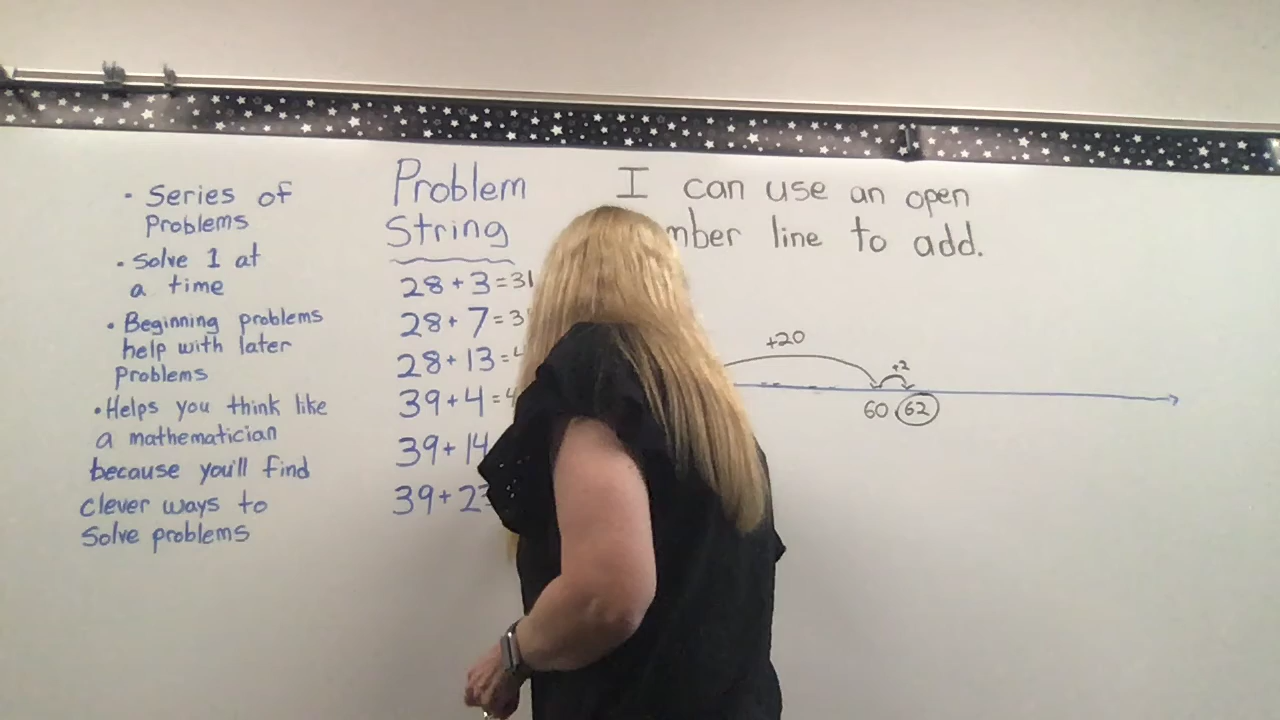 • Series of
Problems
• Solve 1 at
a time
• Beginning problems
help with later
Problems
• Helps you think like
a mathematician
because you'll find
clever ways to
Solve problems
Problem
String
28 + 3 = 31
28 + 7 = 3
28 + 13 =
39 + 4 = 4
39 + 14
39 + 2
I can use an open
mber line to add.
+20
+2
60 62